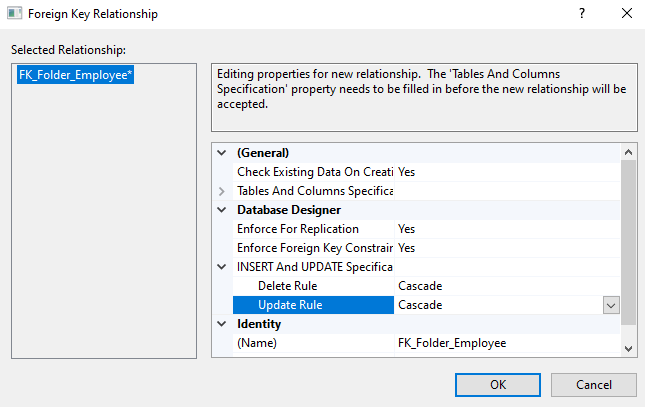 Foreign Key Relationship
Selected Relationship:
FK_Folder_Employee*
Editing properties for new relationship. The 'Tables And Columns
Specification' property needs to be filled in before the new relationship will be
accepted.
(General)
Check Existing Data On Creati Yes
Tables And Columns Specifica
Database Designer
Enforce For Replication Yes
Enforce Foreign Key Constrain Yes
INSERT And UPDATE Specifica
Delete Rule Cascade
Update Rule Cascade
Identity
(Name) FK_Folder_Employee
OK Cancel